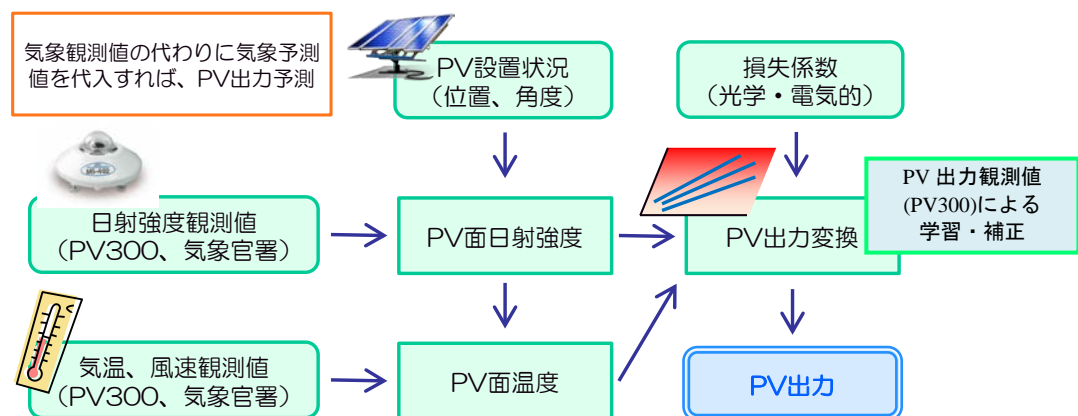 気象観測値の代わりに気象予測
値を代入すれば、PV出力予測
PV設置状況
（位置、角度）
損失係数
（光学・電気的）
日射強度観測値
（PV300、気象官署）
PV面日射強度
PV出力変換
PV 出力観測値
(PV300)による
学習・補正
気温、風速観測値
（PV300、気象官署）
PV面温度
PV出力